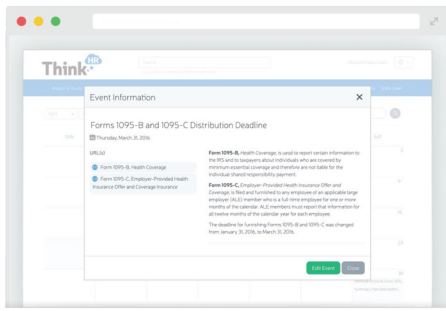 Think HR
Event Information
Forms 1095-B and 1095-C Distribution Deadline
Thursday, March 31, 2016
URL(s)
Form 1095-B, Health Coverage
Form 1095-C, Employer-Provided Health
Insurance Offer and Coverage Insurance
Form 1095-B, Health Coverage, is used to report certain information to
the IRS and to taxpayers about individuals who are covered by
minimum essential coverage and therefore are not liable for the
individual shared responsibility payment.
Form 1095-C, Employer-Provided Health Insurance Offer and
Coverage, is filed and furnished to any employee of an applicable large
employer (ALE) member who is a full-time employee for one or more
months of the calendar year. ALE members must report that information for
all twelve months of the calendar year for each employee.
The deadline for furnishing Forms 1095-B and 1095-C was changed
from January 31, 2016, to March 31, 2016.
Edit Event
Close